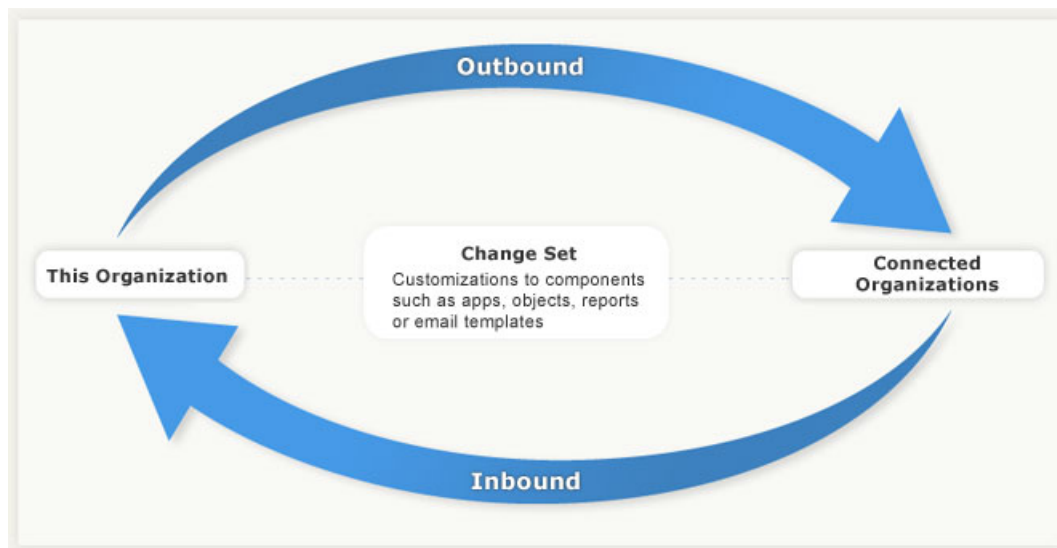 Outbound
This Organization
Change Set
Customizations to components
such as apps, objects, reports
or email templates
Connected
Organizations
Inbound